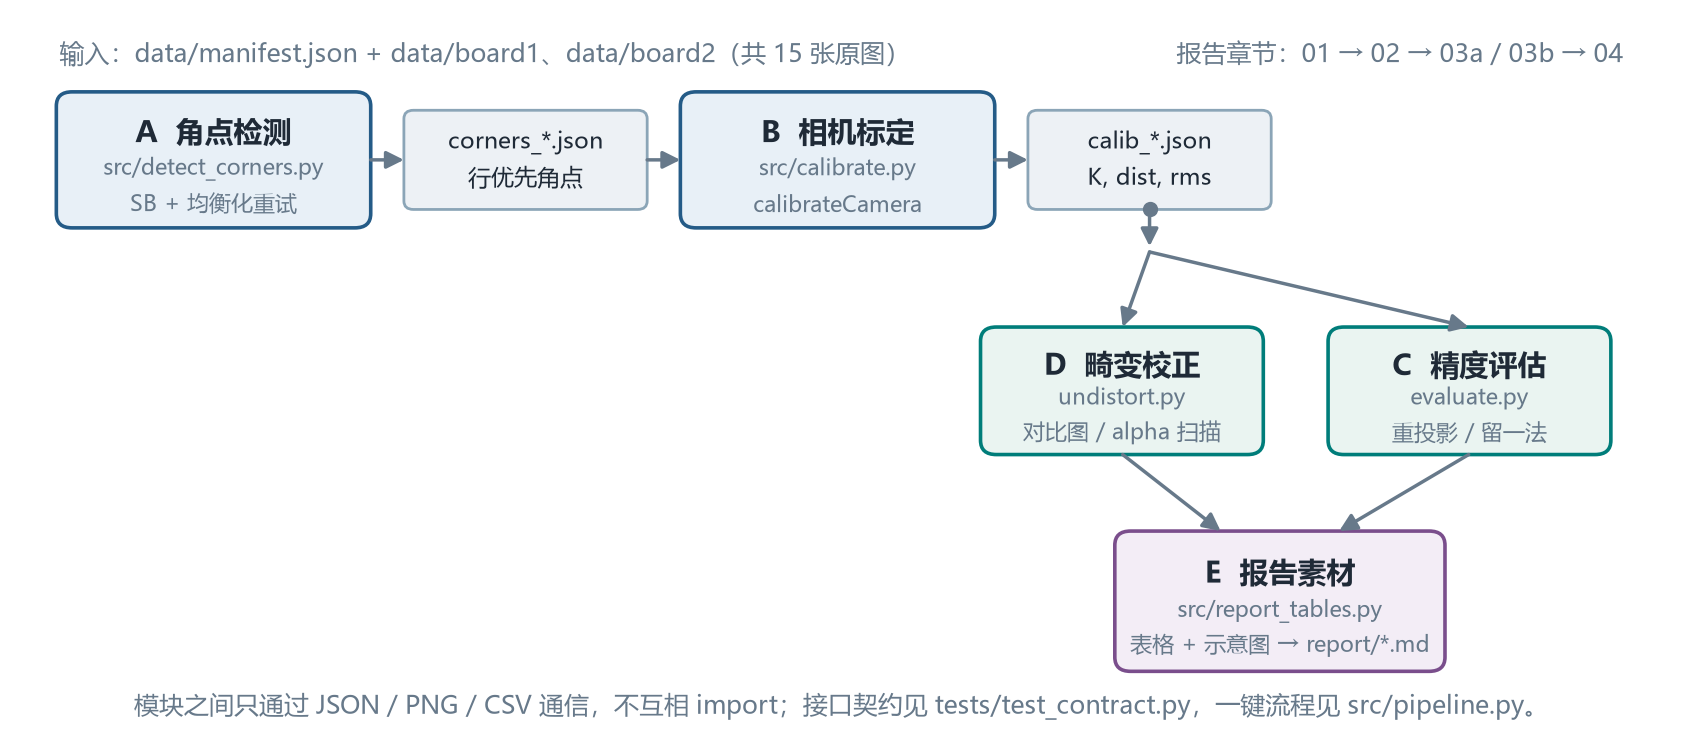 输入：data/manifest.json + data/board1、data/board2（共 15 张原图）
报告章节：01 → 02 → 03a / 03b → 04
A 角点检测
src/detect_corners.py
SB + 均衡化重试
corners_*.json
行优先角点
B 相机标定
src/calibrate.py
calibrateCamera
calib_*.json
K, dist, rms
D 畸变校正
undistort.py
对比图 / alpha 扫描
C 精度评估
evaluate.py
重投影 / 留一法
E 报告素材
src/report_tables.py
表格 + 示意图 → report/*.md
模块之间只通过 JSON / PNG / CSV 通信，不互相 import；接口契约见 tests/test_contract.py，一键流程见 src/pipeline.py。